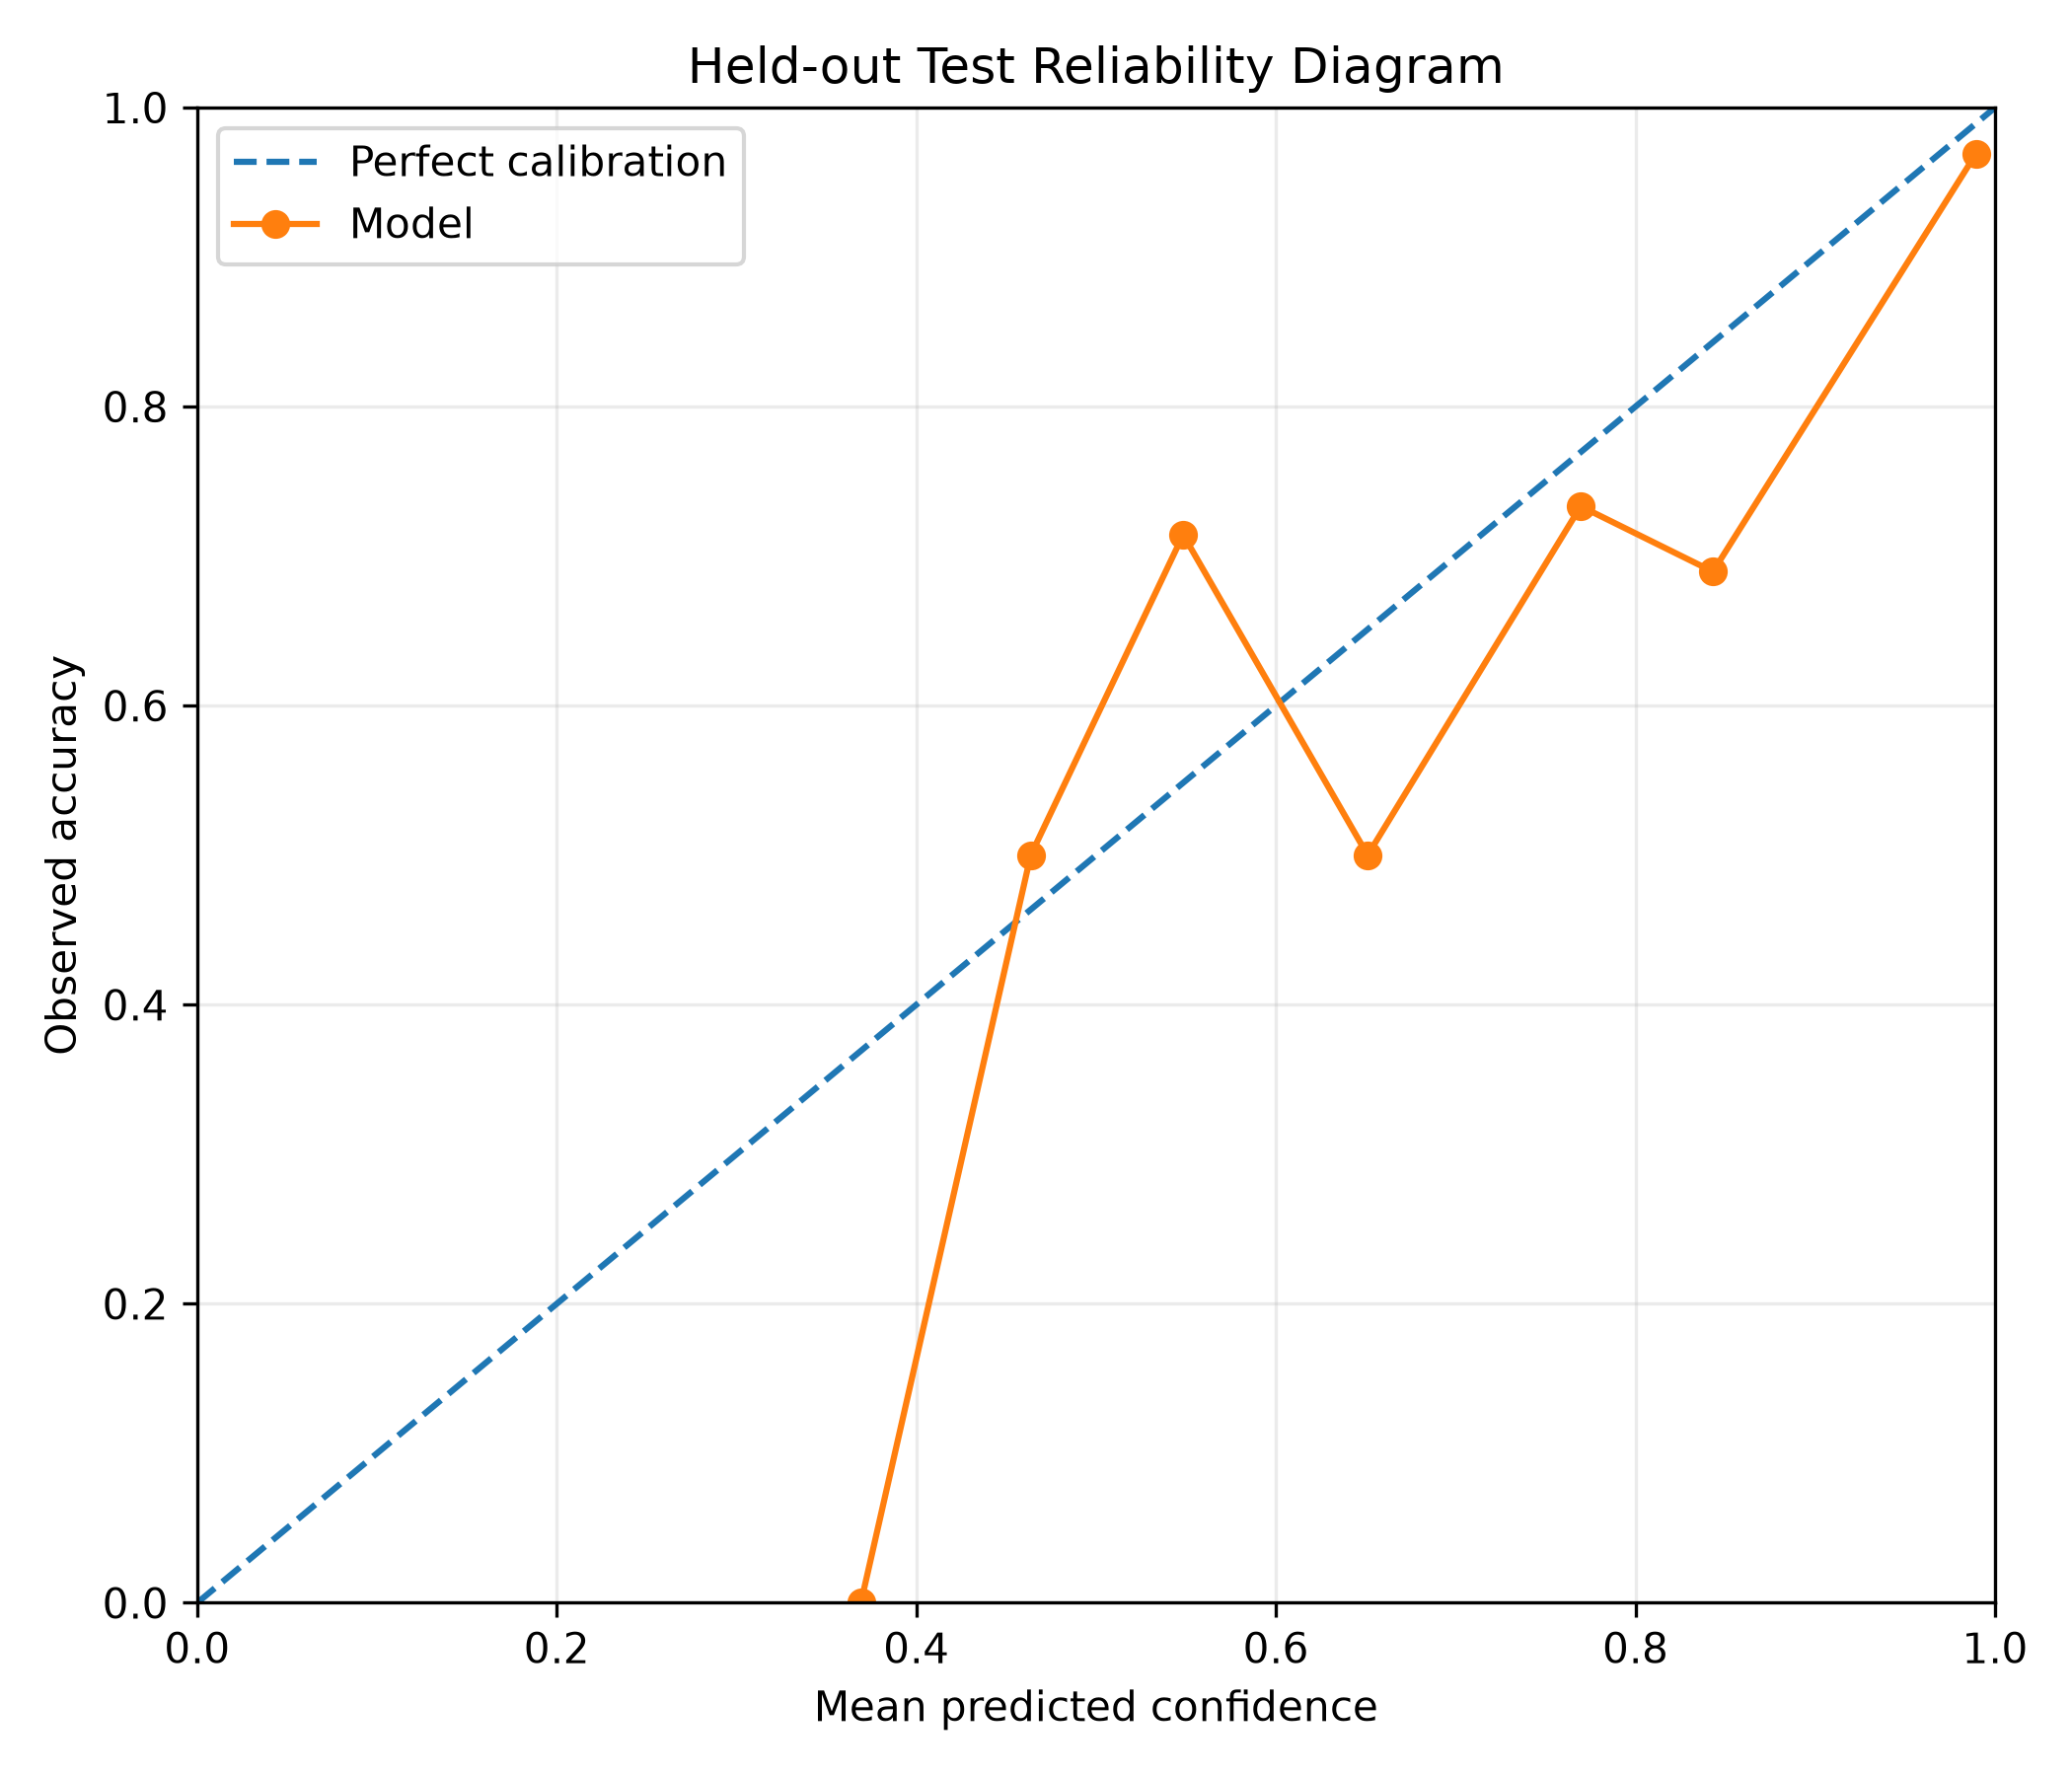 Held-out Test Reliability Diagram
Perfect calibration
Model
Observed accuracy
1.0
0.8
0.6
0.4
0.2
0.0
0.0 0.2 0.4 0.6 0.8 1.0
Mean predicted confidence